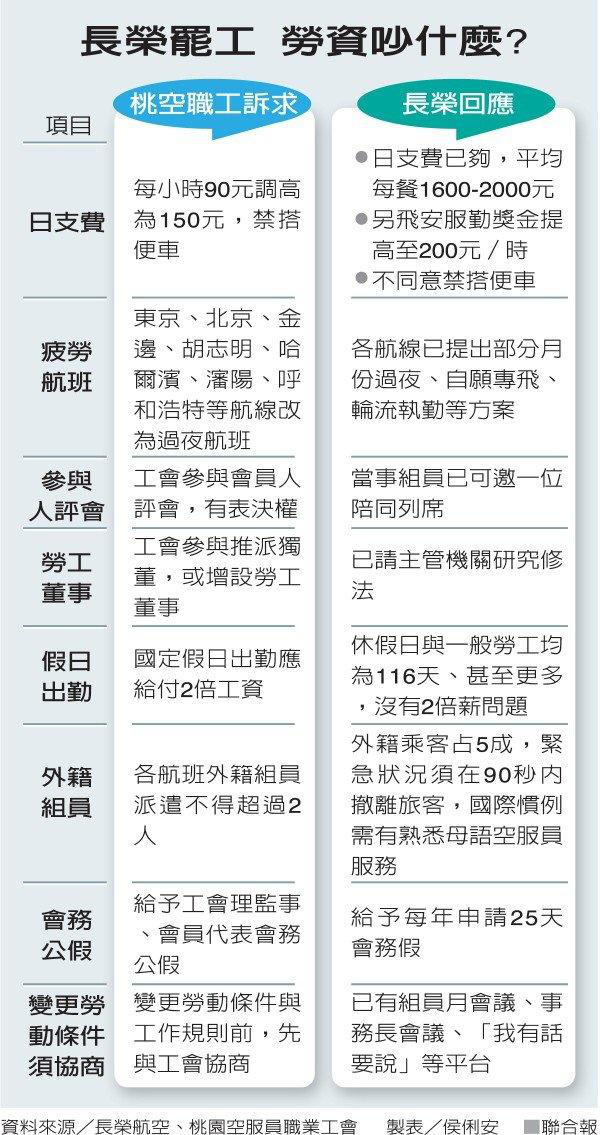 長榮罷工 勞資吵什麼?
項目
桃空職工訴求
長榮回應
日支費
每小時90元調高
為150元，禁搭
便車
●日支費已夠，平均
每餐1600-2000元
●另飛安服勤獎金提
高至200元／時
●不同意禁搭便車
疲勞
航班
東京、北京、金
邊、胡志明、哈
爾濱、瀋陽、呼
和浩特等航線改
為過夜航班
各航線已提出部分月
份過夜、自願專飛、
輪流執勤等方案
參與
人評會
工會參與會員人
評會，有表決權
當事組員已可邀一位
陪同列席
勞工
董事
工會參與推派獨
董，或增設勞工
董事
已請主管機關研究修
法
假日
出勤
國定假日出勤應
給付2倍工資
休假日與一般勞工均
為116天、甚至更多
，沒有2倍薪問題
外籍
組員
各航班外籍組員
派遣不得超過2
人
外籍乘客占5成，緊
急狀況須在90秒內
撤離旅客，國際慣例
需有熟悉母語空服員
服務
會務
公假
給予工會理監事
、會員代表會務
公假
給予每年申請25天
會務假
變更勞
動條件
須協商
變更勞動條件與
工作規則前，先
與工會協商
已有組員月會議、事
務長會議、「我有話
要說」等平台
資料來源／長榮航空、桃園空服員職業工會 製表／侯俐安 ■聯合報